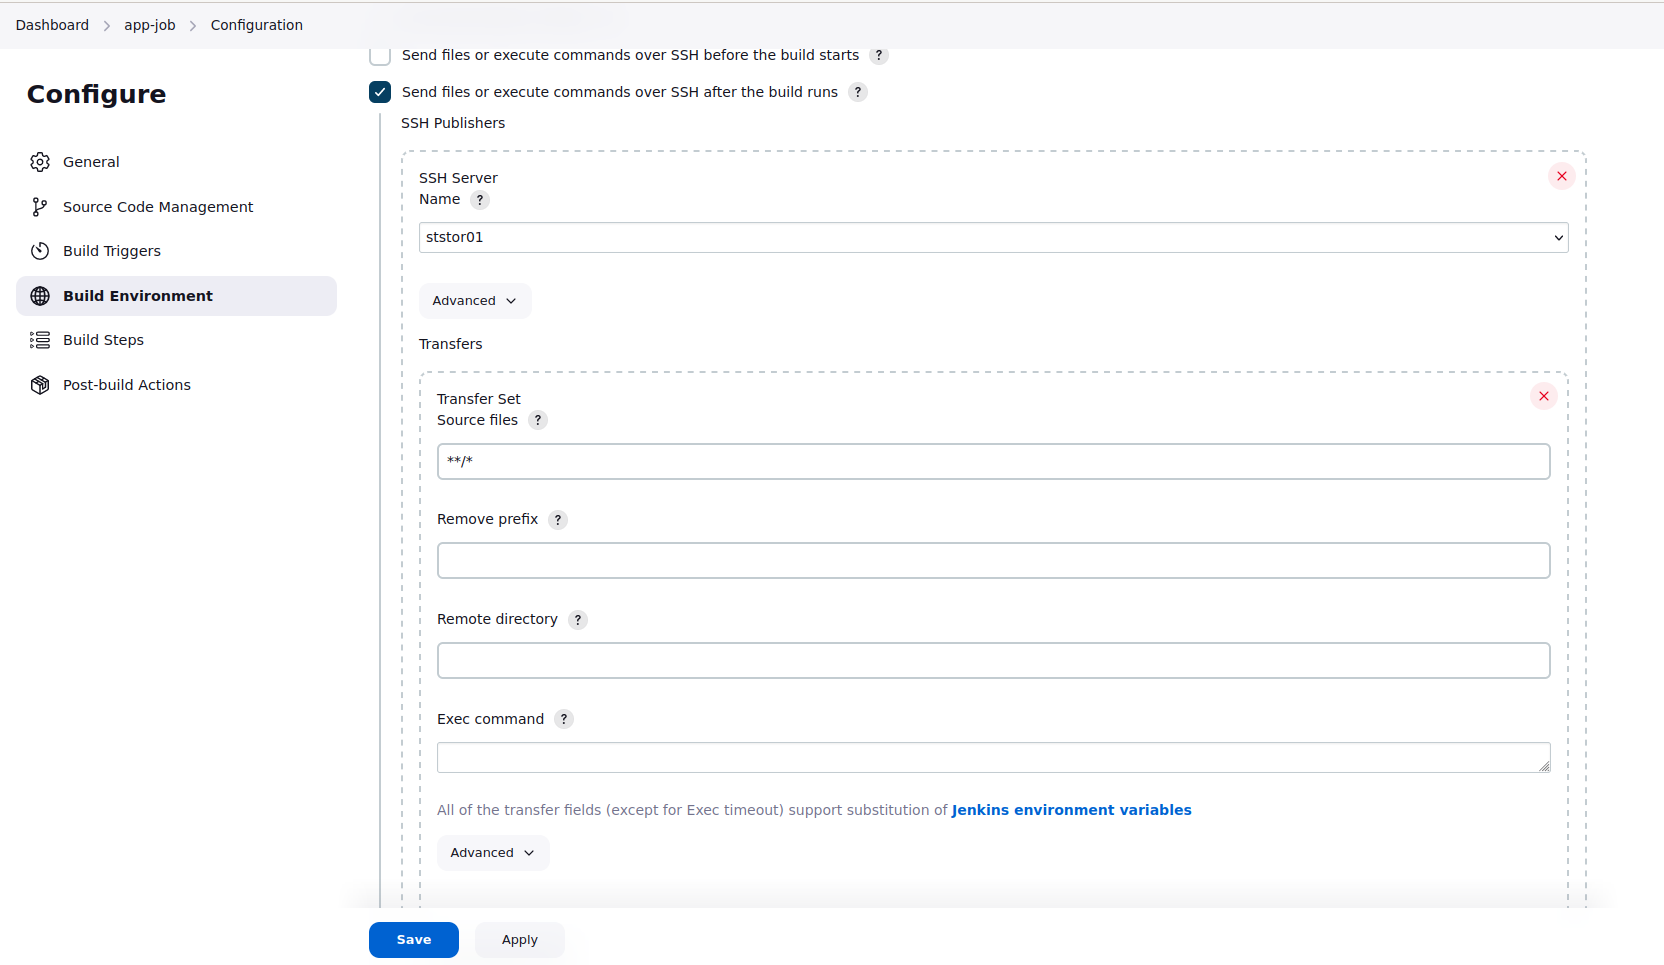 Dashboard > app-job > Configuration
Configure
General
Source Code Management
Build Triggers
Build Environment
Build Steps
Post-build Actions
Send files or execute commands over SSH before the build starts ?
Send files or execute commands over SSH after the build runs ?
SSH Publishers
SSH Server
Name ?
ststor01
Advanced
Transfers
Transfer Set
Source files ?
**/*
Remove prefix ?
Remote directory ?
Exec command ?
All of the transfer fields (except for Exec timeout) support substitution of Jenkins environment variables
Advanced
Save
Apply